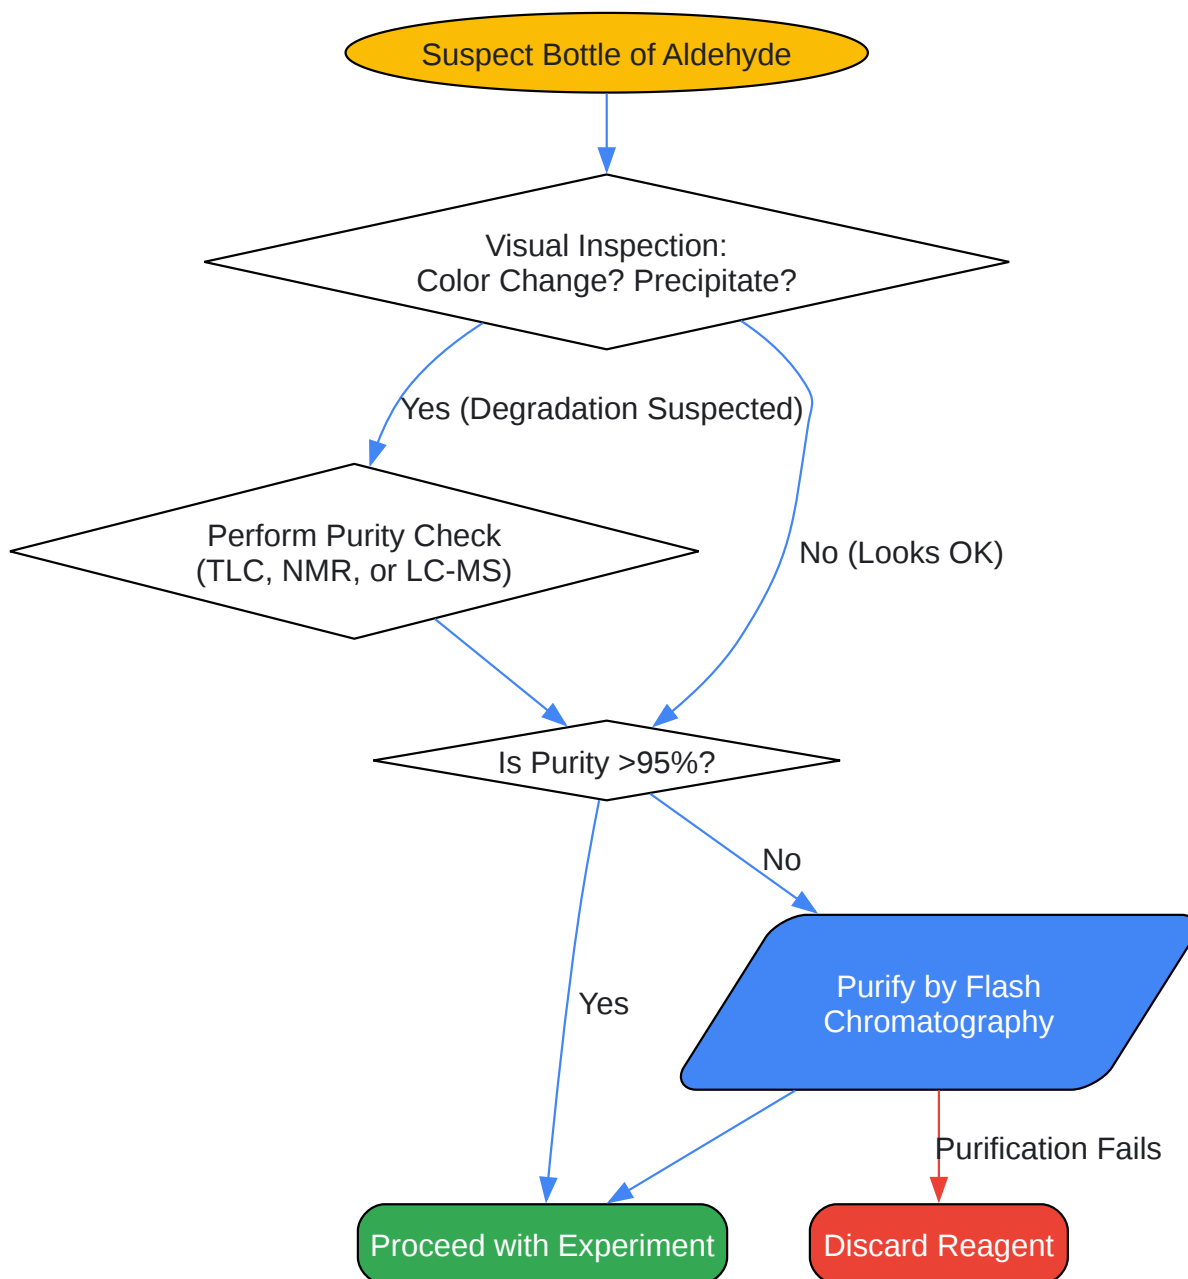 Suspect Bottle of Aldehyde
Visual Inspection:
Color Change? Precipitate?
Yes (Degradation Suspected)
Perform Purity Check
(TLC, NMR, or LC-MS)
No (Looks OK)
Is Purity >95%?
No
Purify by Flash
Chromatography
Yes
Purification Fails
Proceed with Experiment
Discard Reagent